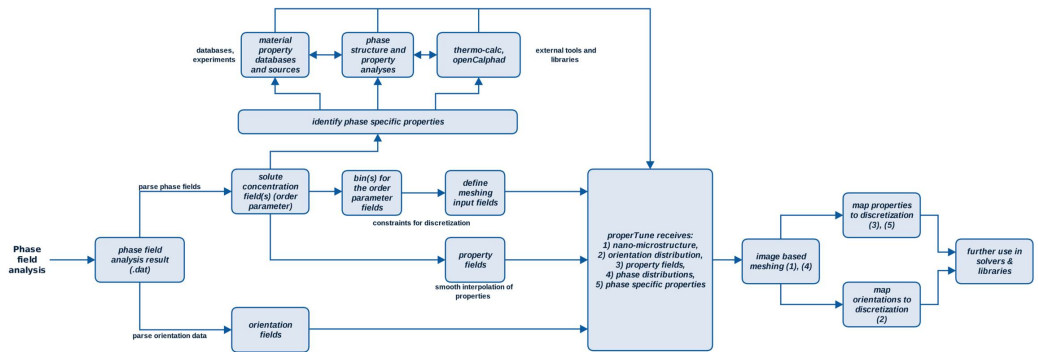 material
property
databases
and sources
phase
structure and
property
analyses
thermo-calc,
openCalphad
databases,
experiments
external tools and
libraries
identify phase specific properties
parse phase fields
solute
concentration
field(s) (order
parameter)
bin(s) for
the order
parameter
fields
define
meshing
input fields
constraints for discretization
Phase
field
analysis
phase field
analysis result
(.dat)
property
fields
smooth interpolation of
properties
parse orientation data
orientation
fields
properTune receives:
1) nano-microstructure,
2) orientation distribution,
3) property fields,
4) phase distributions,
5) phase specific properties
image based
meshing (1), (4)
map properties
to discretization
(3), (5)
map
orientations to
discretization
(2)
further use in
solvers &
libraries